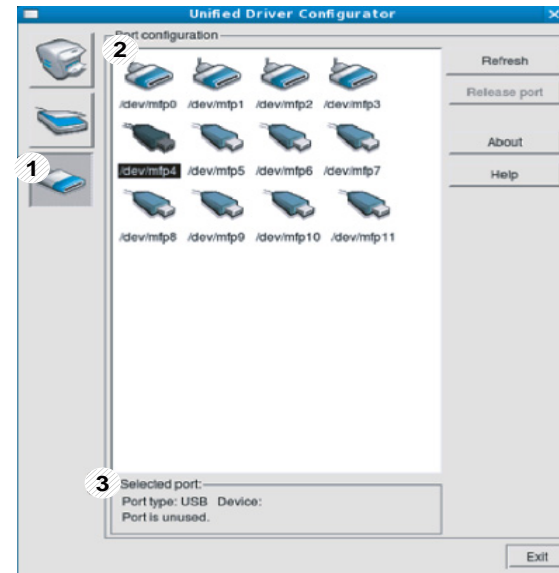 Unified Driver Configurator
Port configuration
2
/dev/mfp0 /dev/mfp1 /dev/mfp2 /dev/mfp3
/dev/mfp4 /dev/mfp5 /dev/mfp6 /dev/mfp7
/dev/mfp8 /dev/mfp9 /dev/mfp10 /dev/mfp11
1
Refresh
Release port
About
Help
3
Selected port:
Port type: USB Device:
Port is unused.
Exit